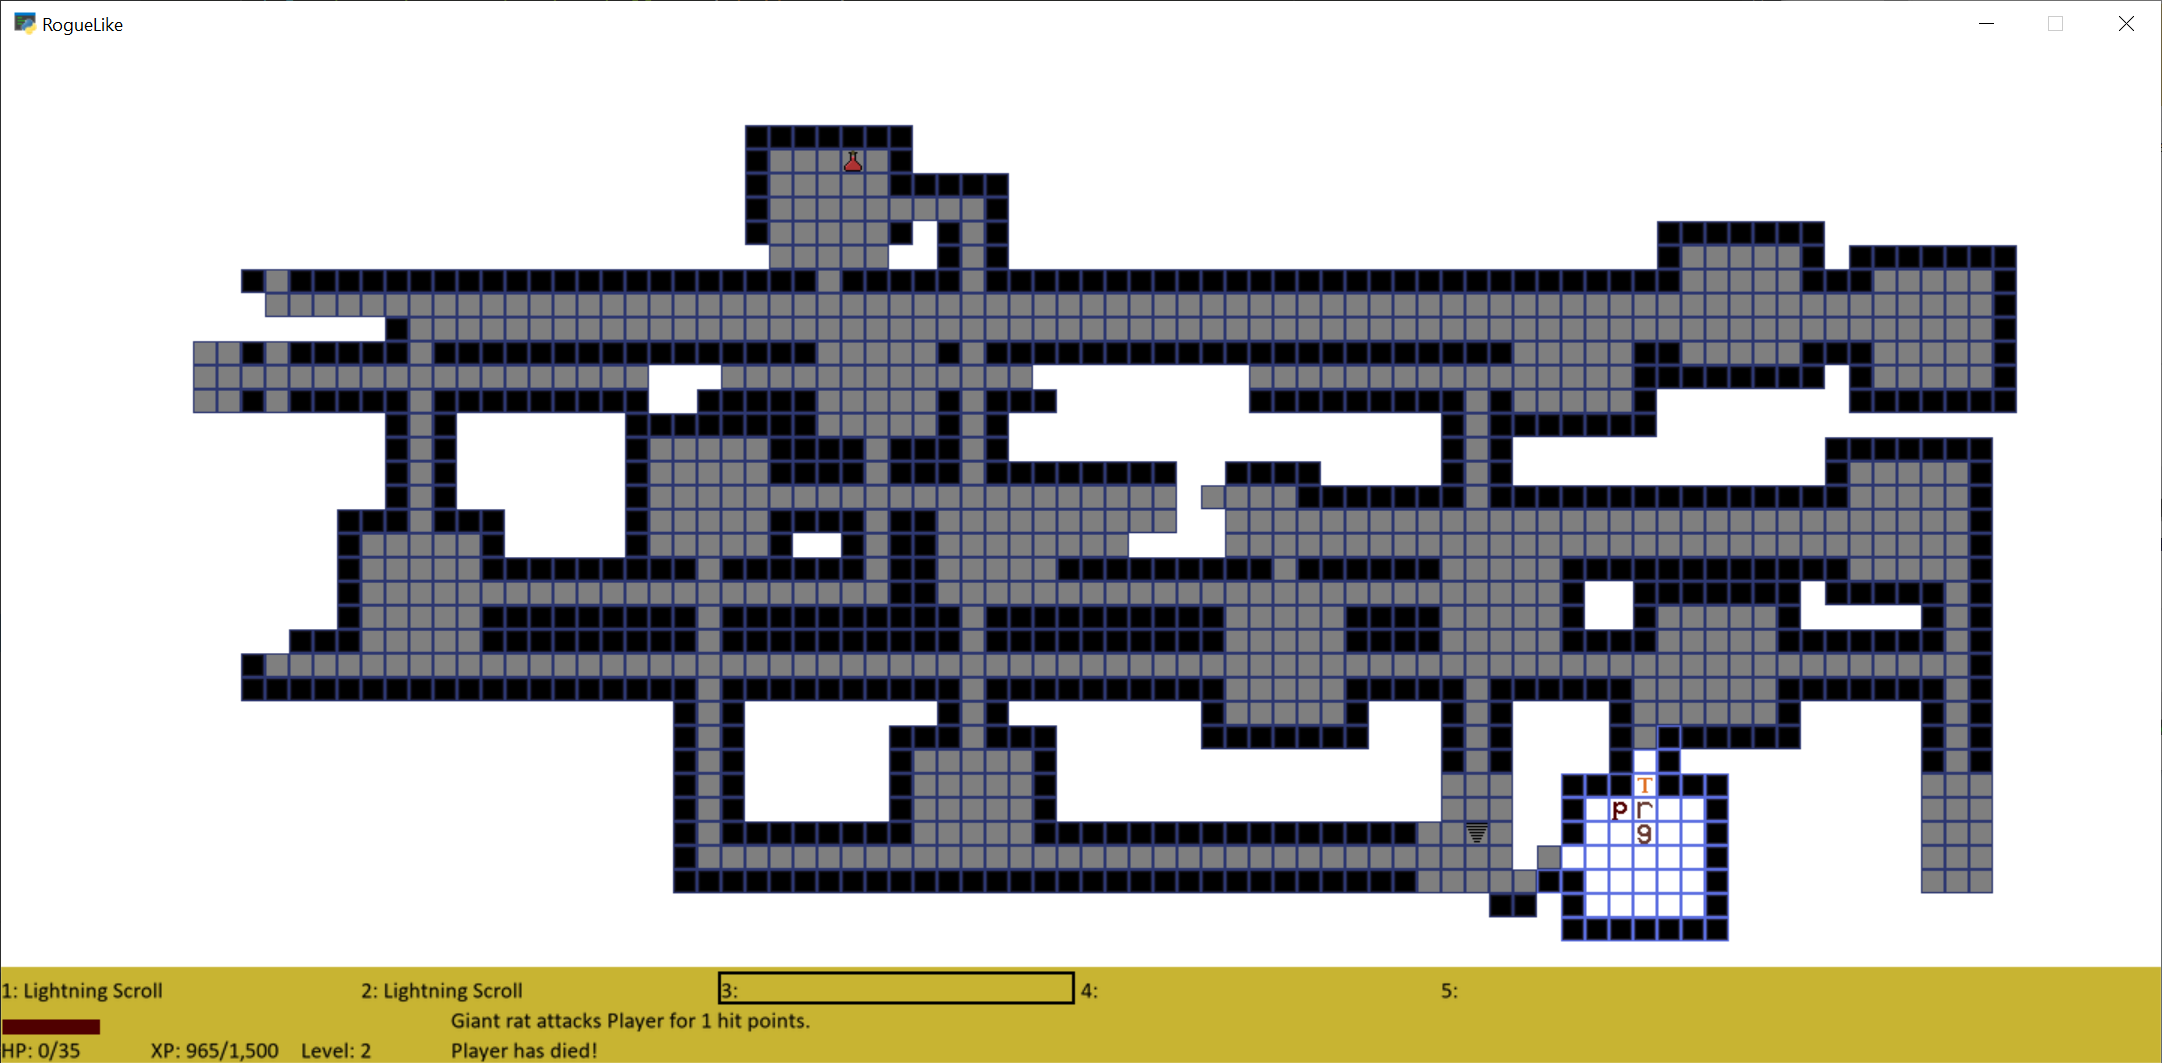 RogueLike
T
p r
g
1: Lightning Scroll 2: Lightning Scroll 3: 4: 5:
Giant rat attacks Player for 1 hit points.
HP: 0/35 XP: 965/1,500 Level: 2 Player has died!